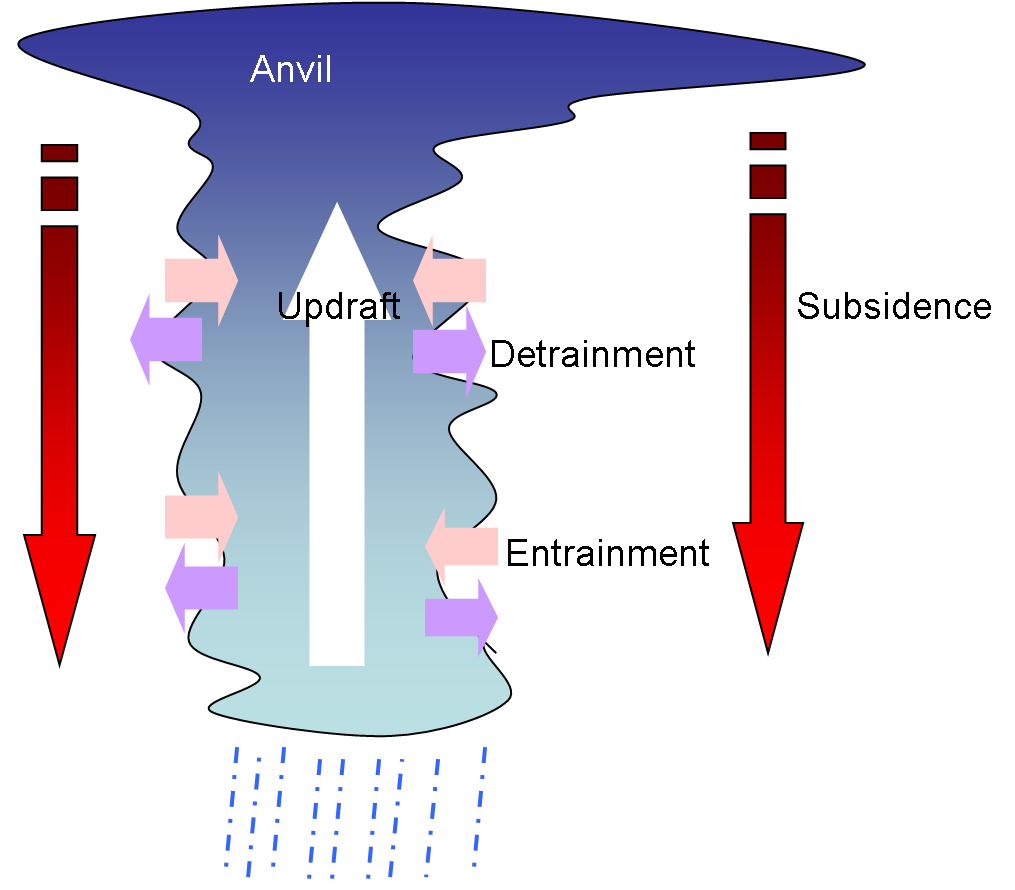 Anvil
Updraft
Subsidence
Detrainment
Entrainment